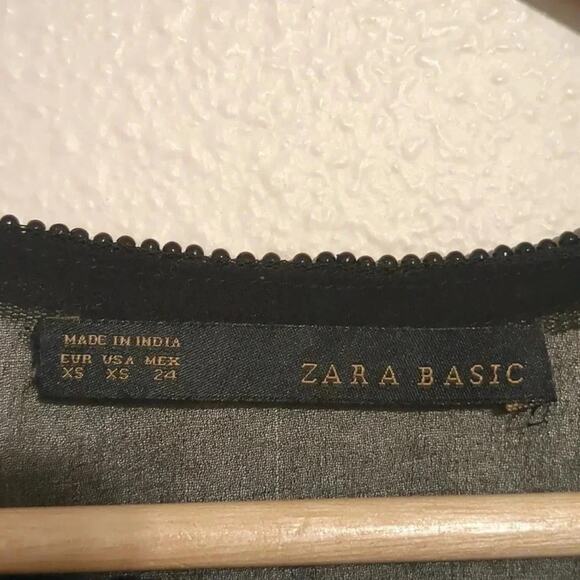 MADE IN INDIA
EUR USA MEX
XS XS 24
ZARA BASIC